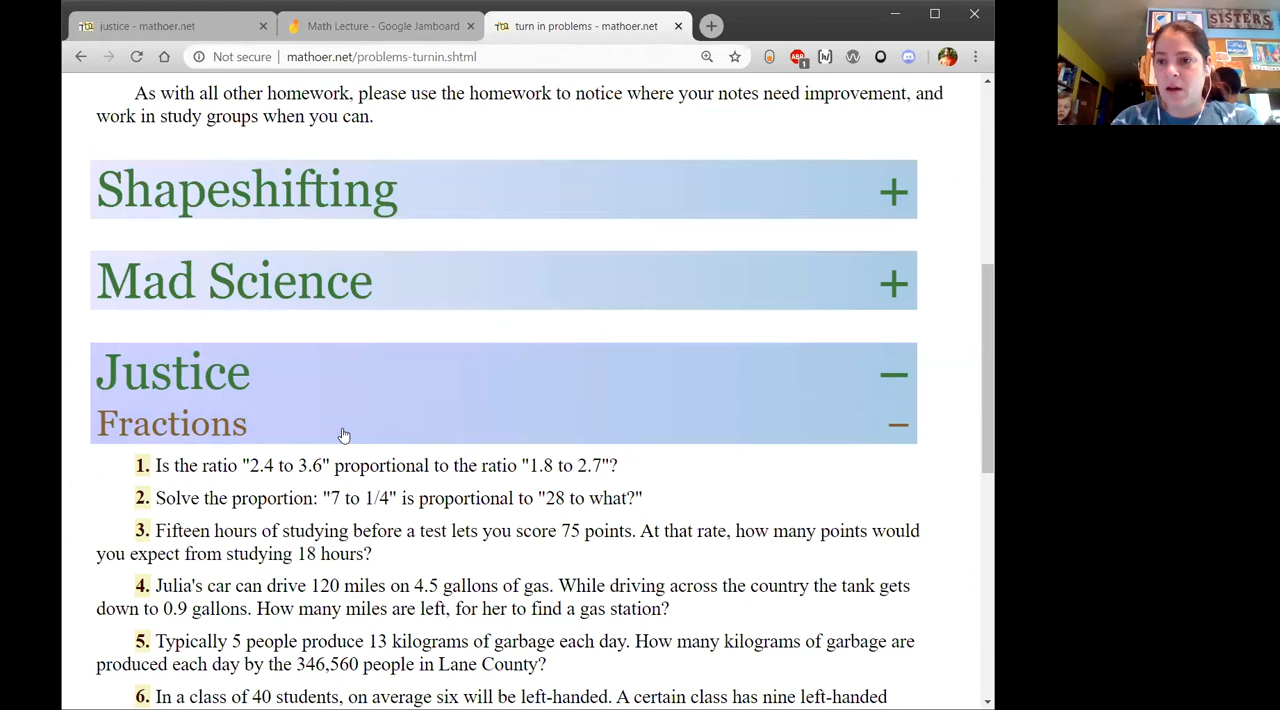 justice - mathoer.net
Math Lecture - Google Jamboard
turn in problems - mathoer.net
Not secure | mathoer.net/problems-turnin.shtml
ABP
1
SISTERS
As with all other homework, please use the homework to notice where your notes need improvement, and
work in study groups when you can.
Shapeshifting +
Mad Science +
Justice −
Fractions −
1. Is the ratio "2.4 to 3.6" proportional to the ratio "1.8 to 2.7"?
2. Solve the proportion: "7 to 1/4" is proportional to "28 to what?"
3. Fifteen hours of studying before a test lets you score 75 points. At that rate, how many points would
you expect from studying 18 hours?
4. Julia's car can drive 120 miles on 4.5 gallons of gas. While driving across the country the tank gets
down to 0.9 gallons. How many miles are left, for her to find a gas station?
5. Typically 5 people produce 13 kilograms of garbage each day. How many kilograms of garbage are
produced each day by the 346,560 people in Lane County?
6. In a class of 40 students, on average six will be left-handed. A certain class has nine left-handed